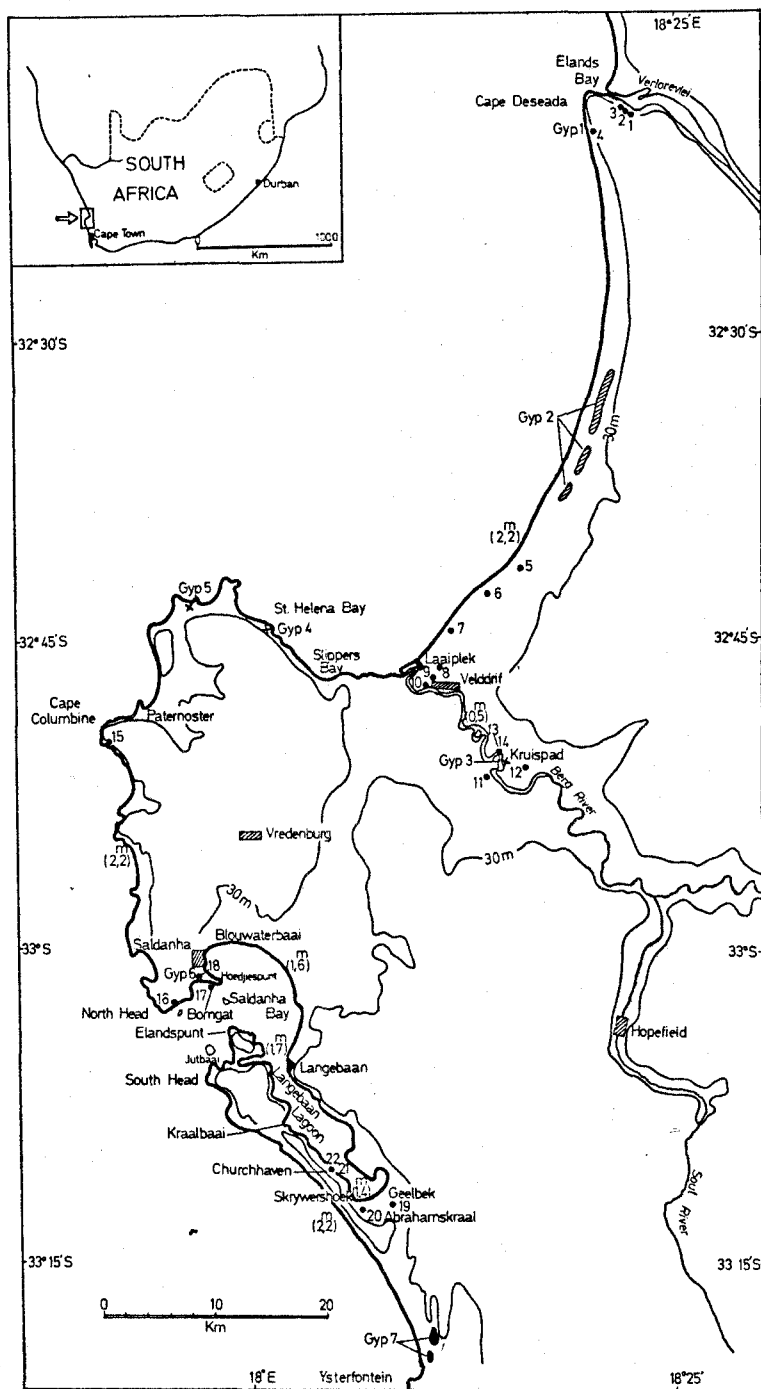 18°25'E
Elands
Bay
Verlorevlei
Cape Deseada
3
2
1
Gyp 1
4
SOUTH
AFRICA
Durban
Cape Town
1000
Km
32°30'S
32°30'S
Gyp 2
30m
m
(2,2)
5
6
7
Gyp 5
St. Helena Bay
Gyp 4
32°45'S
32°45'S
Slippers
Bay
Laaiplek
9
8
10
Velddrif
Cape
Columbine
Paternoster
15
m
(0,5)
13
14
Gyp 3
Kruispad
12
11
Berg River
Vredenburg
m
(2,2)
30m
30m
Saldanha
Blouwaterbaai
18
m
(1,6)
33°S
33°S
Gyp 6
Hoedjiespunt
16
17
North Head
Bomgat
Saldanha
Bay
Elandspunt
Hopefield
Jutbaai
m
(1,7)
Langebaan
South Head
Langebaan
Lagoon
Kraalbaai
22
Churchhaven
21
m
(1,4)
Skrywershoek
Geelbek
19
20
Abrahamskraal
m
(2,2)
Sout River
33°15'S
33 15'S
0
10
20
Km
Gyp 7
18°E
Ysterfontein
18°25'